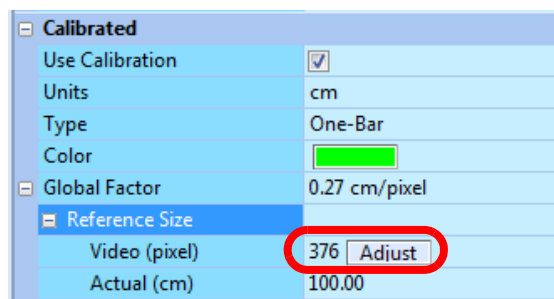 Calibrated
Use Calibration
Units cm
Type One-Bar
Color
Global Factor 0.27 cm/pixel
Reference Size
Video (pixel) 376 Adjust
Actual (cm) 100.00